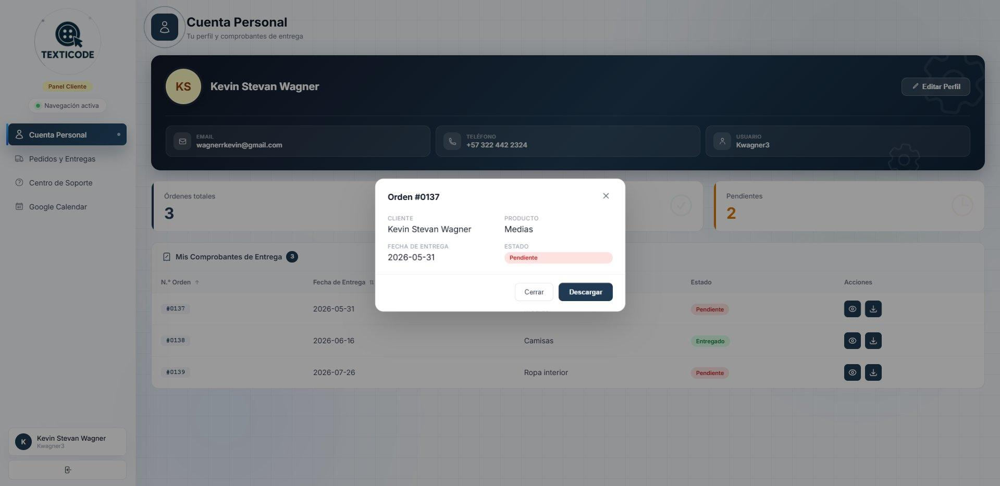 TEXTICODE
Panel Cliente
Navegación activa
Cuenta Personal
Pedidos y Entregas
Centro de Soporte
Google Calendar
K
Kevin Stevan Wagner
Kwagner3
Cuenta Personal
Tu perfil y comprobantes de entrega
KS
Kevin Stevan Wagner
Editar Perfil
EMAIL
wagnerrkevin@gmail.com
TELÉFONO
+57 322 442 2324
USUARIO
Kwagner3
Órdenes totales
3
Pendientes
2
Orden #0137
CLIENTE
Kevin Stevan Wagner
PRODUCTO
Medias
FECHA DE ENTREGA
2026-05-31
ESTADO
Pendiente
Cerrar
Descargar
Mis Comprobantes de Entrega 3
N.° Orden
Fecha de Entrega
Estado
Acciones
#0137 2026-05-31 Pendiente
#0138 2026-06-16 Camisas Entregado
#0139 2026-07-26 Ropa interior Pendiente